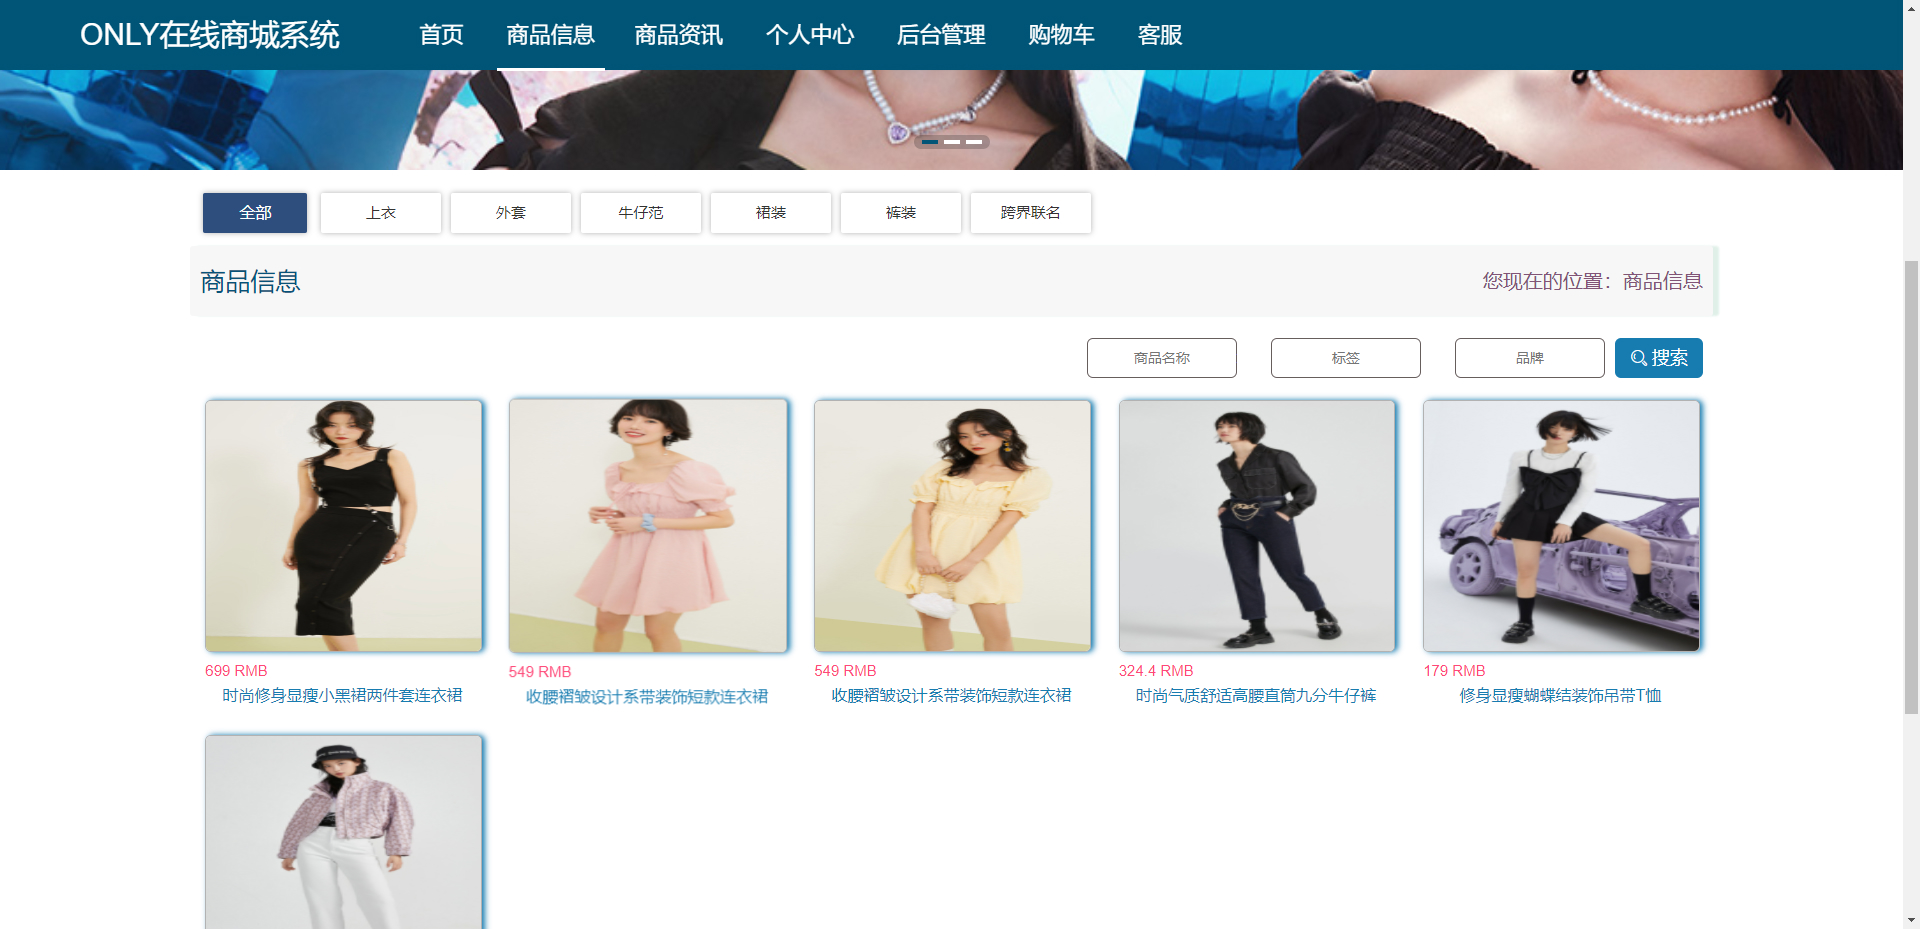 ONLY在线商城系统 首页 商品信息 商品资讯 个人中心 后台管理 购物车 客服
全部 上衣 外套 牛仔范 裙装 裤装 跨界联名
商品信息 您现在的位置：商品信息
商品名称 标签 品牌 搜索
699 RMB 549 RMB 549 RMB 324.4 RMB 179 RMB
时尚修身显瘦小黑裙两件套连衣裙 收腰褶皱设计系带装饰短款连衣裙 收腰褶皱设计系带装饰短款连衣裙 时尚气质舒适高腰直筒九分牛仔裤 修身显瘦蝴蝶结装饰吊带T恤